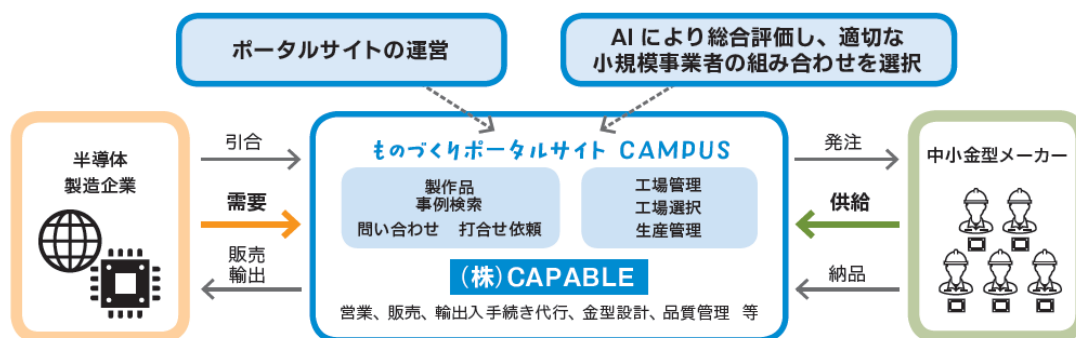 ポータルサイトの運営
AIにより総合評価し、適切な
小規模事業者の組み合わせを選択
半導体
製造企業
引合
需要
販売
輸出
ものづくりポータルサイト CAMPUS
製作品
事例検索
問い合わせ 打合せ依頼
工場管理
工場選択
生産管理
(株)CAPABLE
営業、販売、輸出入手続き代行、金型設計、品質管理 等
発注
供給
納品
中小金型メーカー